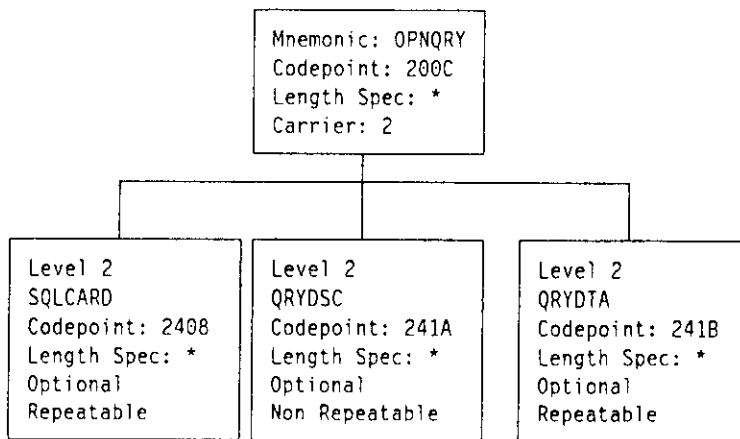 Mnemonic: OPNQRY
Codepoint: 200C
Length Spec: *
Carrier: 2
Level 2
SQLCARD
Codepoint: 2408
Length Spec: *
Optional
Repeatable
Level 2
QRYDSC
Codepoint: 241A
Length Spec: *
Optional
Non Repeatable
Level 2
QRYDTA
Codepoint: 241B
Length Spec: *
Optional
Repeatable